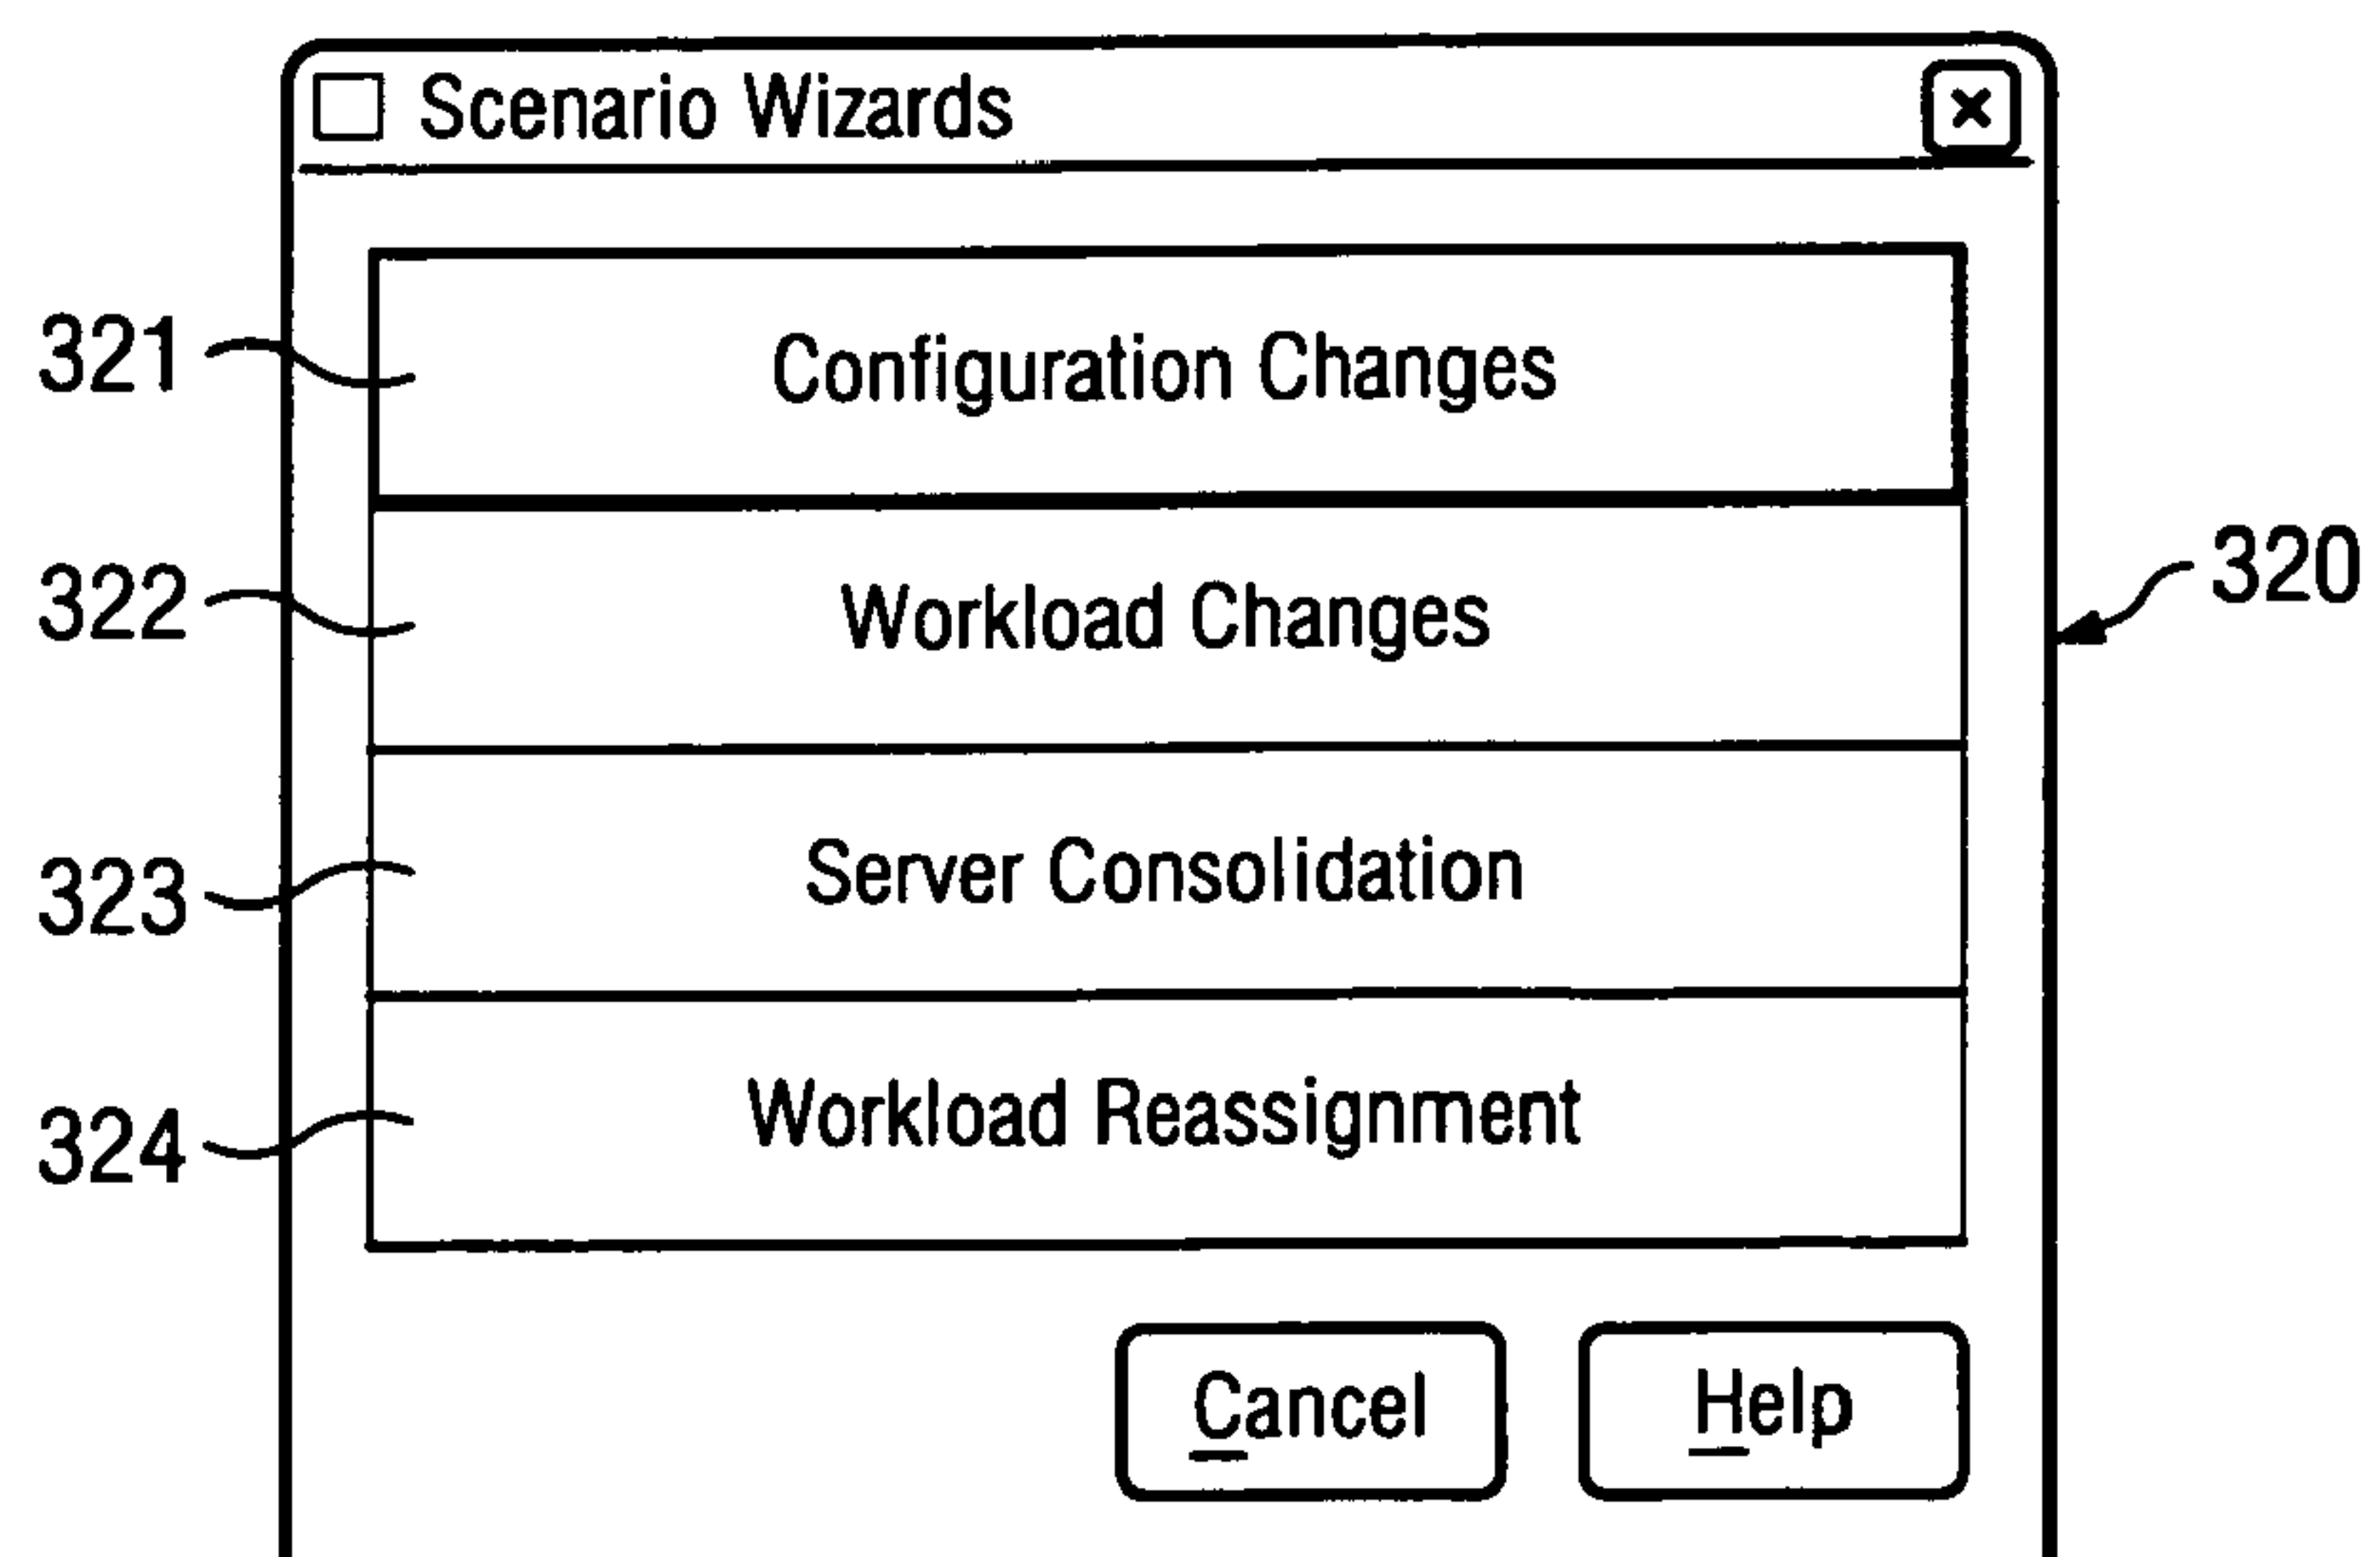 Scenario Wizards
321 Configuration Changes
322 Workload Changes
320
323 Server Consolidation
324 Workload Reassignment
Cancel Help